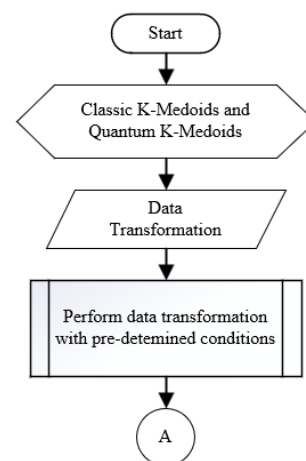 Start
Classic K-Medoids and
Quantum K-Medoids
Data
Transformation
Perform data transformation
with pre-detemined conditions
A